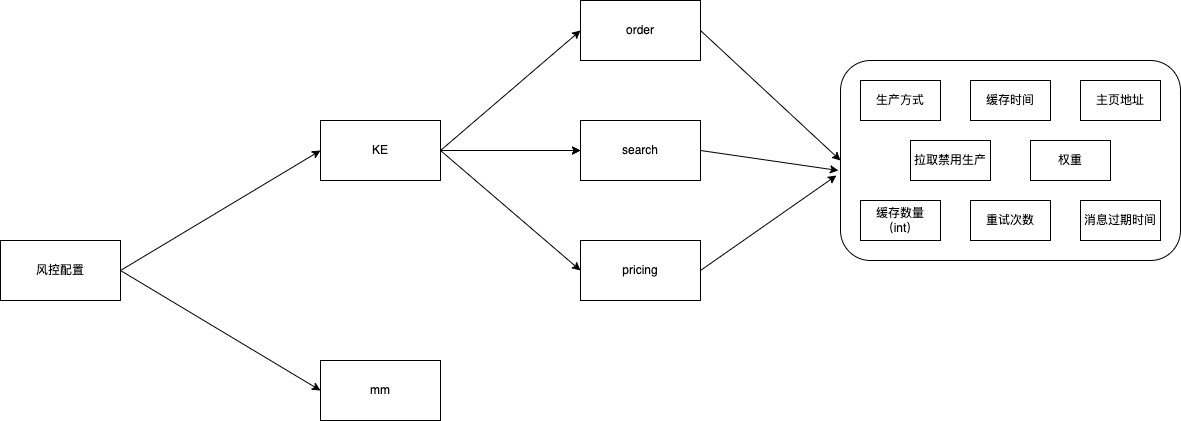 风控配置
KE
mm
order
search
pricing
生产方式
缓存时间
主页地址
拉取禁用生产
权重
缓存数量
（int）
重试次数
消息过期时间